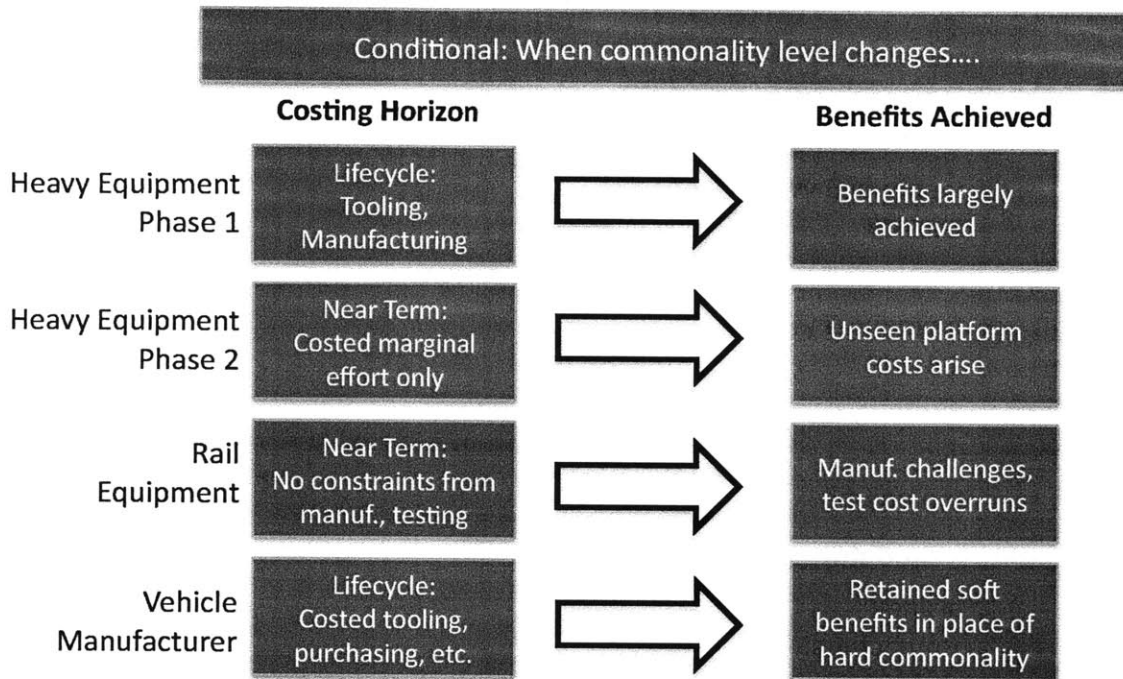 Conditional: When commonality level changes....
Costing Horizon
Benefits Achieved
Heavy Equipment
Phase 1
Lifecycle:
Tooling,
Manufacturing
Benefits largely
achieved
Heavy Equipment
Phase 2
Near Term:
Costed marginal
effort only
Unseen platform
costs arise
Rail
Equipment
Near Term:
No constraints from
manuf., testing
Manuf. challenges,
test cost overruns
Vehicle
Manufacturer
Lifecycle:
Costed tooling,
purchasing, etc.
Retained soft
benefits in place of
hard commonality